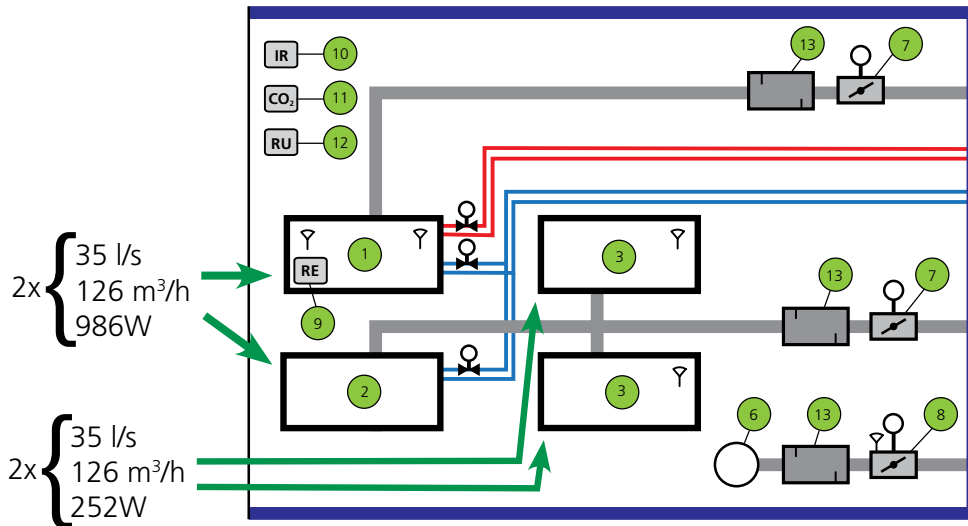 IR 10
CO₂ 11
RU 12
13
7
1
RE
9
3
2x { 35 l/s
126 m³/h
986W
13
7
2
3
6
13
8
2x { 35 l/s
126 m³/h
252W